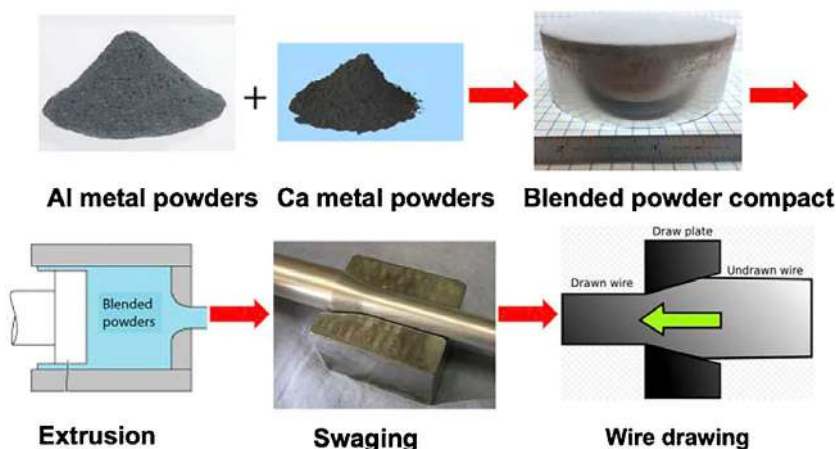 +
Al metal powders
Ca metal powders
Blended powder compact
Blended
powders
Extrusion
Swaging
Draw plate
Drawn wire
Undrawn wire
Wire drawing